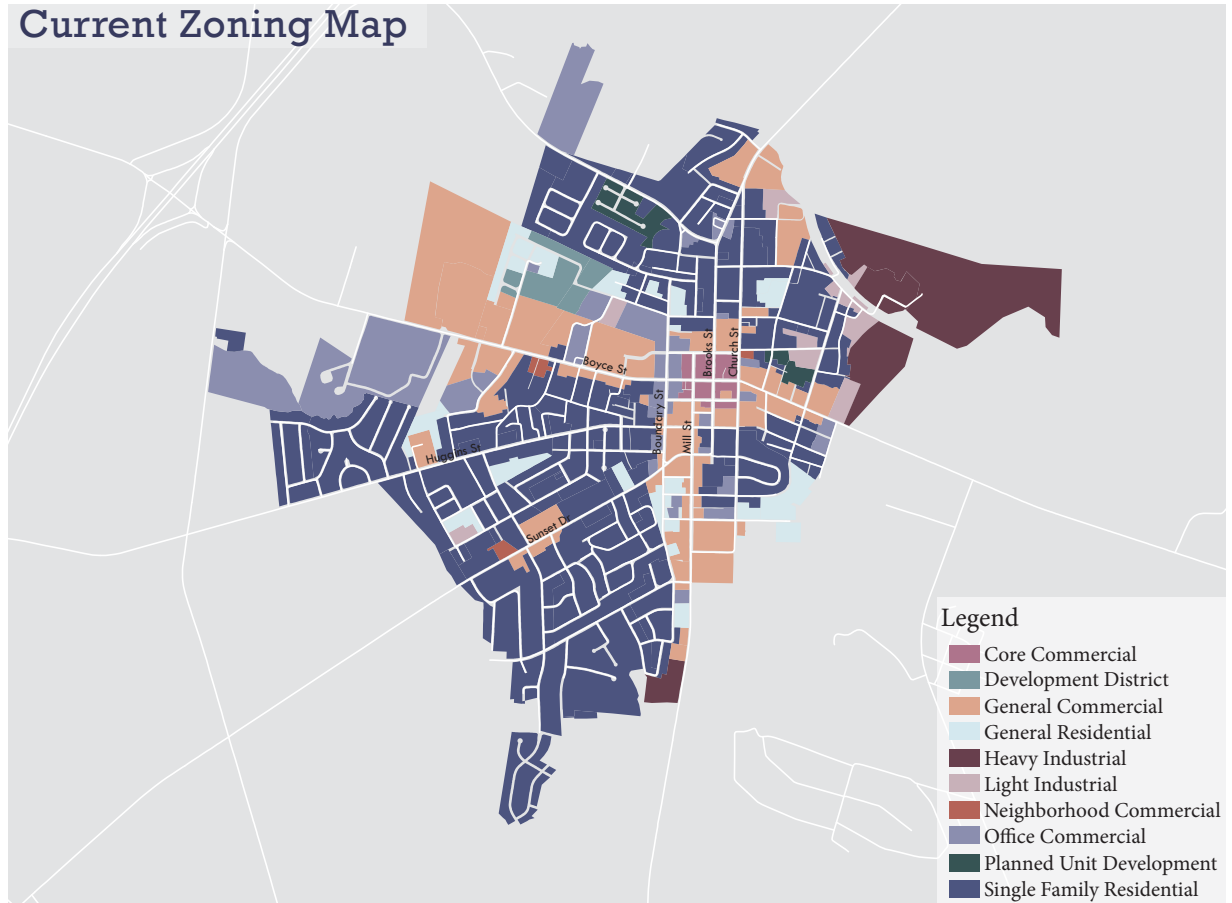 Current Zoning Map
Brooks St
Church St
Boyce St
Boundary St
Mill St
Huggins St
Sunset Dr
Legend
Core Commercial
Development District
General Commercial
General Residential
Heavy Industrial
Light Industrial
Neighborhood Commercial
Office Commercial
Planned Unit Development
Single Family Residential